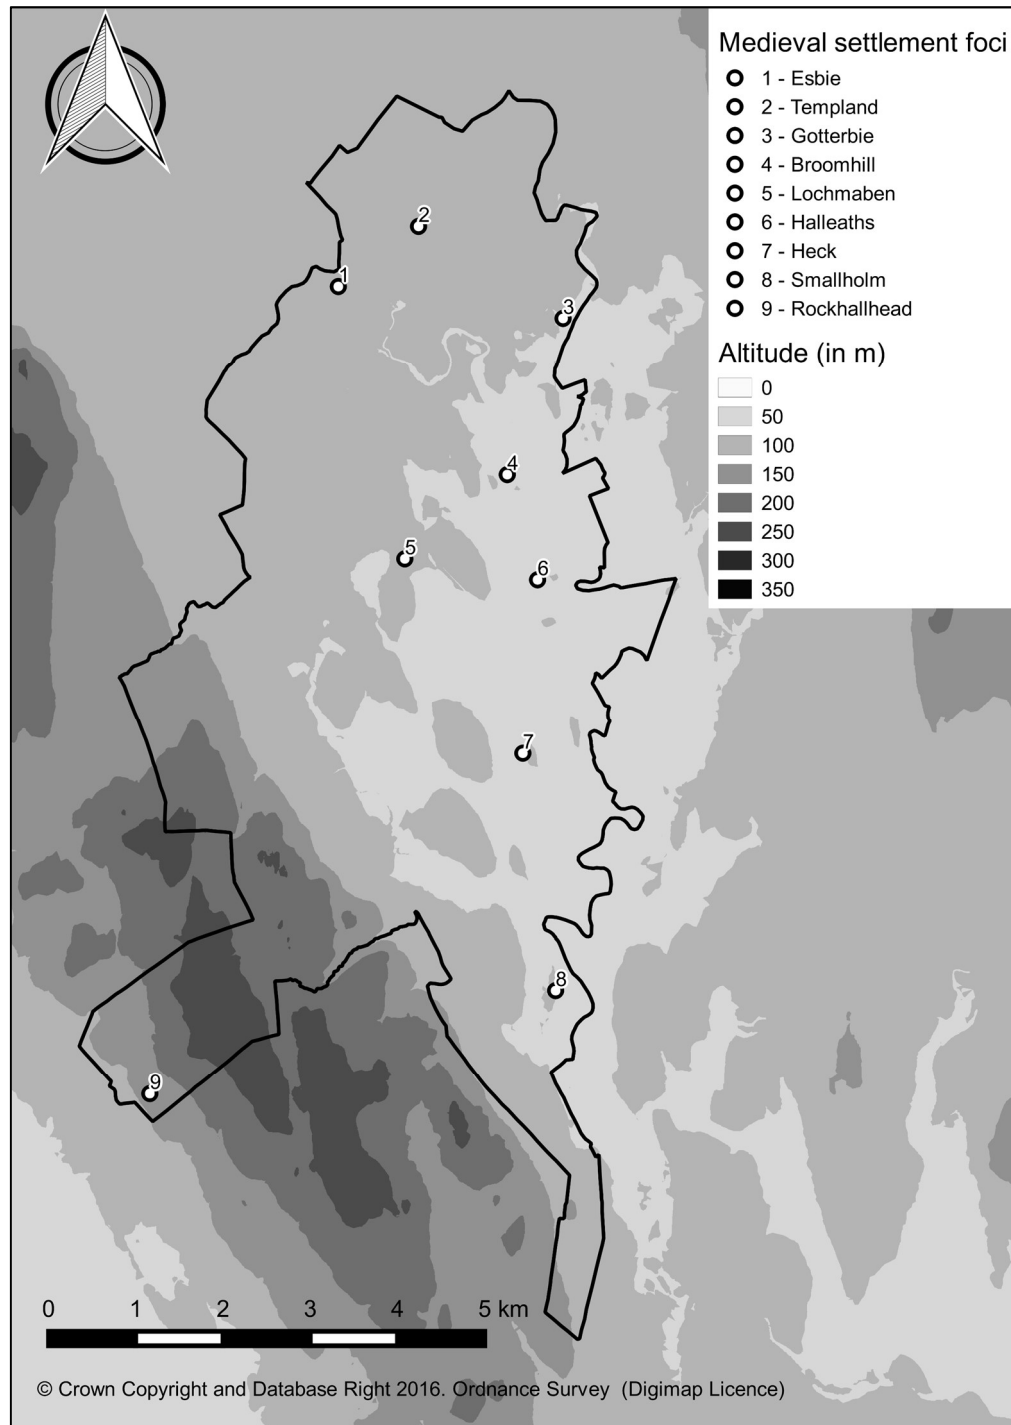 Medieval settlement foci
1 - Esbie
2 - Templand
3 - Gotterbie
4 - Broomhill
5 - Lochmaben
6 - Halleaths
7 - Heck
8 - Smallholm
9 - Rockhallhead
Altitude (in m)
0
50
100
150
200
250
300
350
2
1
3
4
5
6
7
8
9
0 1 2 3 4 5 km
© Crown Copyright and Database Right 2016. Ordnance Survey (Digimap Licence)